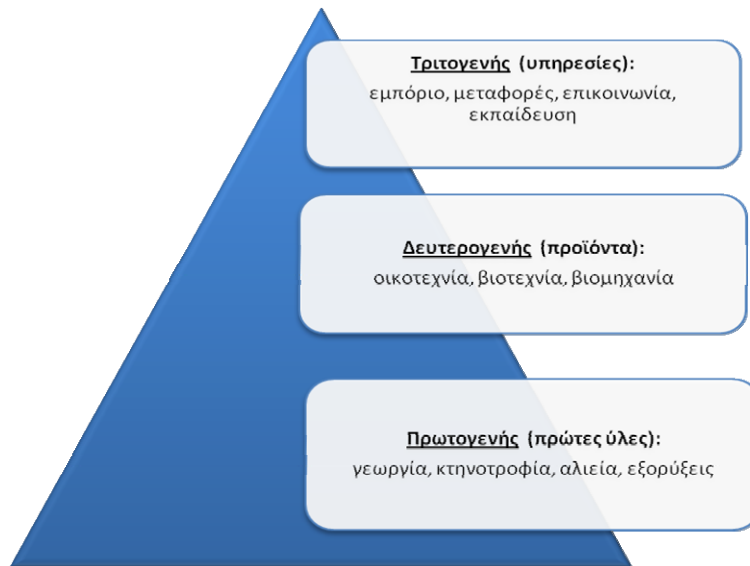 Τριτογενής (υπηρεσίες):
εμπόριο, μεταφορές, επικοινωνία,
εκπαίδευση
Δευτερογενής (προϊόντα):
οικοτεχνία, βιοτεχνία, βιομηχανία
Πρωτογενής (πρώτες ύλες):
γεωργία, κτηνοτροφία, αλιεία, εξορύξεις